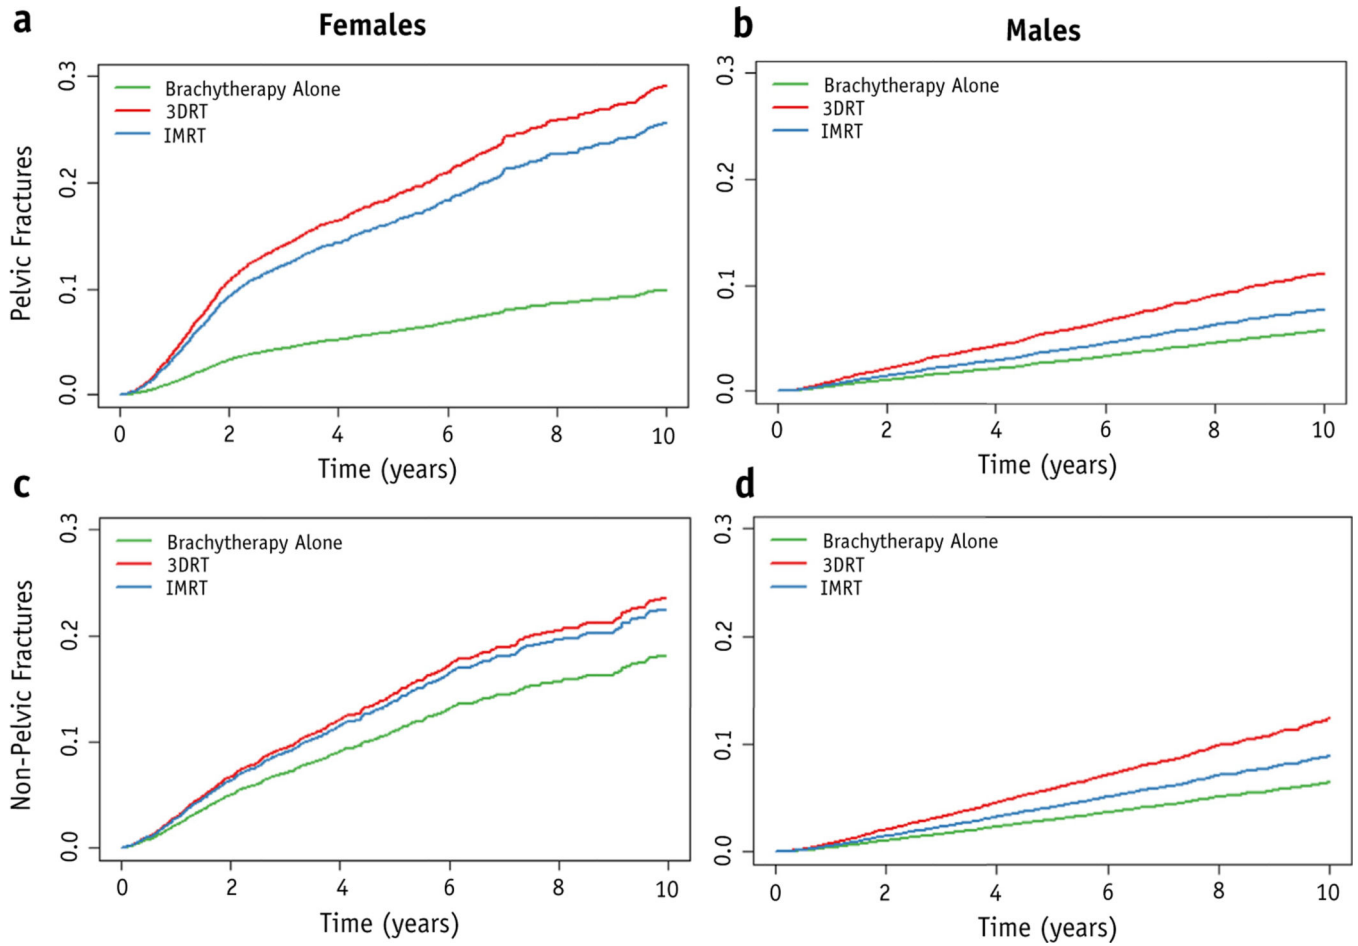 a
Females
Pelvic Fractures
0.3
0.2
0.1
0.0
Brachytherapy Alone
3DRT
IMRT
0 2 4 6 8 10
Time (years)
b
Males
0.3
0.2
0.1
0.0
Brachytherapy Alone
3DRT
IMRT
0 2 4 6 8 10
Time (years)
c
Non-Pelvic Fractures
0.3
0.2
0.1
0.0
Brachytherapy Alone
3DRT
IMRT
0 2 4 6 8 10
Time (years)
d
0.3
0.2
0.1
0.0
Brachytherapy Alone
3DRT
IMRT
0 2 4 6 8 10
Time (years)